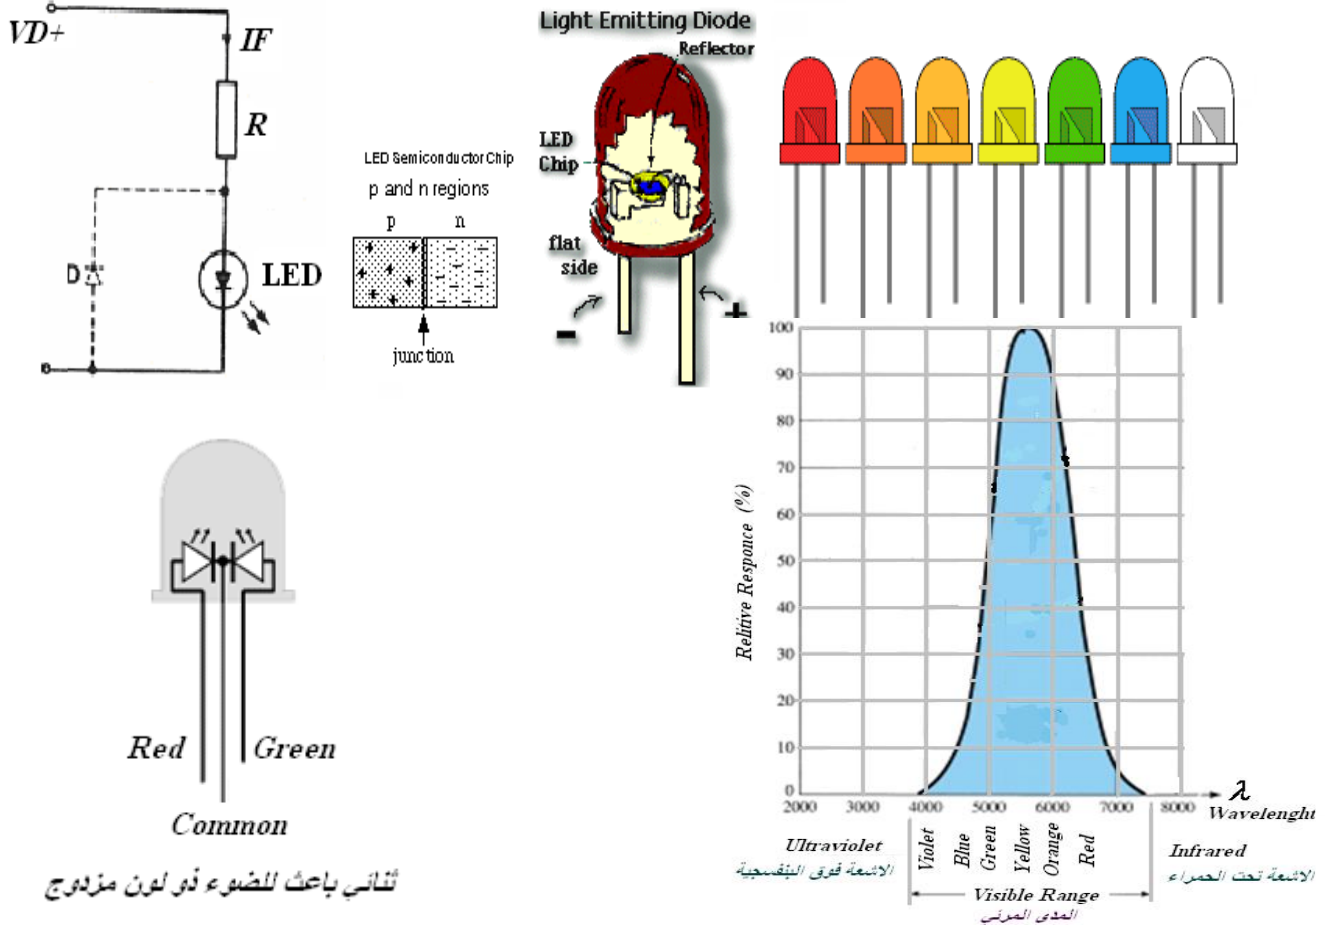 VD+
IF
R
D
LED
LED Semiconductor Chip
p and n regions
p n
junction
Light Emitting Diode
Reflector
LED
Chip
flat
side
-
+
Red
Green
Common
ثنائي باعث للضوء ذو لون مزدوج
Relitive Responce (%)
100
90
80
70
60
50
40
30
20
10
0
2000 3000 4000 5000 6000 7000 8000
λ
Wavelenght
Violet
Blue
Green
Yellow
Orange
Red
Ultraviolet
الاشعة فوق البنفسجية
Infrared
الاشعة تحت الحمراء
Visible Range
المدى المرئي